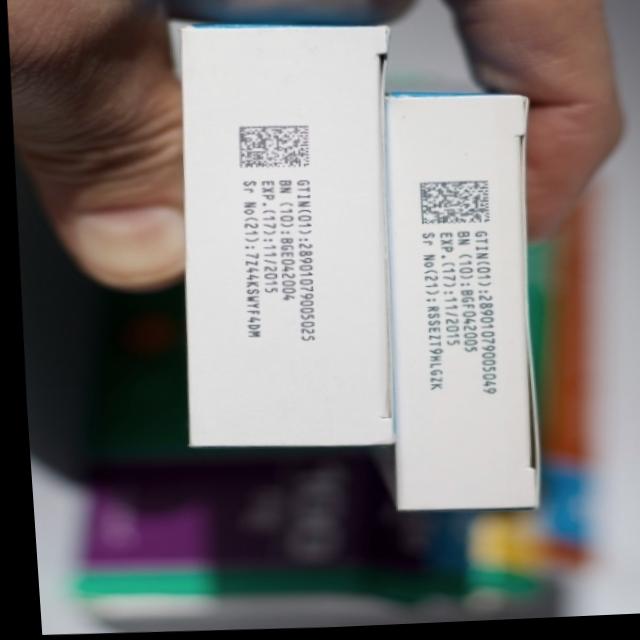 GTIN(01):28901079005025
BN (10):BGE042004
EXP.(17):11/2015
Sr No(21):7Z44KSWYF4DM
GTIN(01):28901079005049
BN (10):BGF042005
EXP.(17):11/2015
Sr No(21):RSSEZT9HLGZK